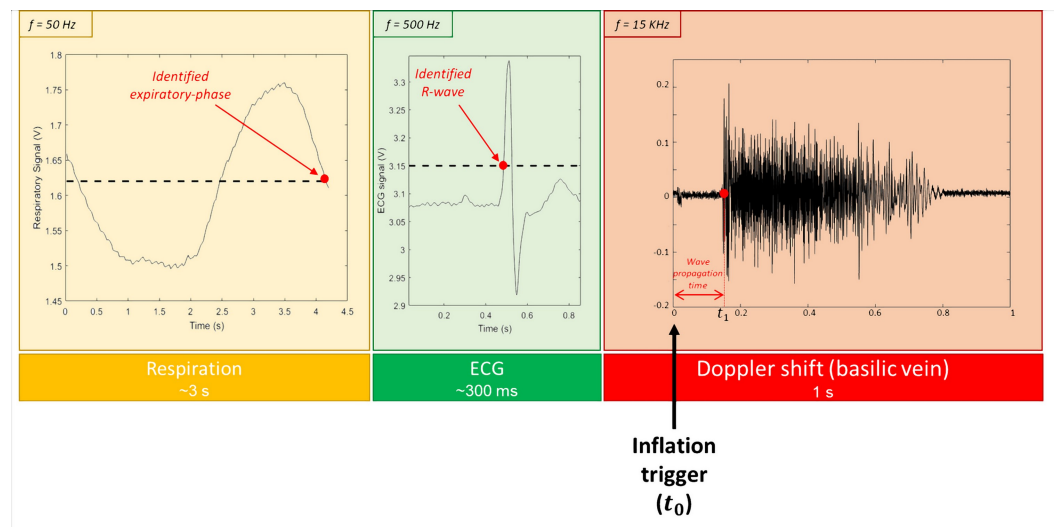 f = 50 Hz
1.8
1.75
1.7
1.65
1.6
1.55
1.5
1.45
Respiratory Signal (V)
Identified
expiratory-phase
0
0.5
1
1.5
2
2.5
3
3.5
4
4.5
Time (s)
Respiration
~3 s
f = 500 Hz
3.3
3.25
3.2
3.15
3.1
3.05
3
2.95
2.9
ECG signal (V)
Identified
R-wave
0.2
0.4
0.6
0.8
Time (s)
ECG
~300 ms
f = 15 KHz
0.2
0.1
0
-0.1
-0.2
Wave
propagation
time
t1
0
0.2
0.4
0.6
0.8
1
Doppler shift (basilic vein)
1 s
Inflation
trigger
(t0)